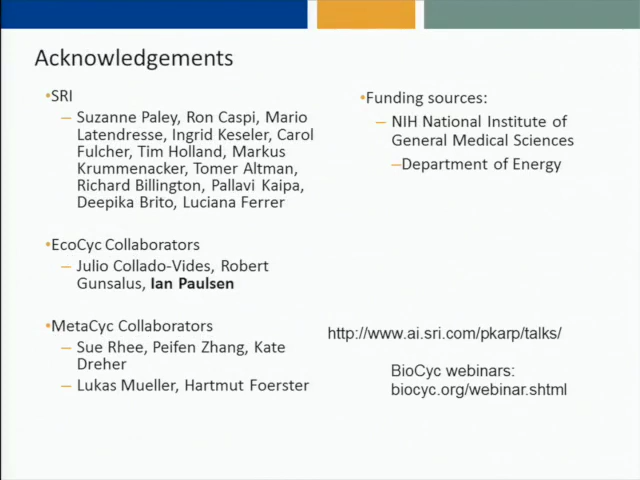 Acknowledgements
•SRI
– Suzanne Paley, Ron Caspi, Mario
Latendresse, Ingrid Keseler, Carol
Fulcher, Tim Holland, Markus
Krummenacker, Tomer Altman,
Richard Billington, Pallavi Kaipa,
Deepika Brito, Luciana Ferrer
•EcoCyc Collaborators
– Julio Collado-Vides, Robert
Gunsalus, Ian Paulsen
•MetaCyc Collaborators
– Sue Rhee, Peifen Zhang, Kate
Dreher
– Lukas Mueller, Hartmut Foerster
•Funding sources:
– NIH National Institute of
General Medical Sciences
–Department of Energy
http://www.ai.sri.com/pkarp/talks/
BioCyc webinars:
biocyc.org/webinar.shtml